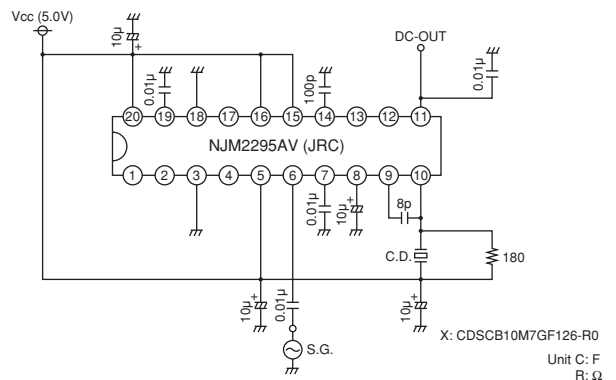 Vcc (5.0V)
10μ
+
DC-OUT
0.01μ
0.01μ
100p
20 19 18 17 16 15 14 13 12 11
NJM2295AV (JRC)
1 2 3 4 5 6 7 8 9 10
0.01μ
10μ
+
8p
C.D.
180
10μ
+
0.01μ
10μ
+
S.G.
X: CDSCB10M7GF126-R0
Unit C: F
R: Ω